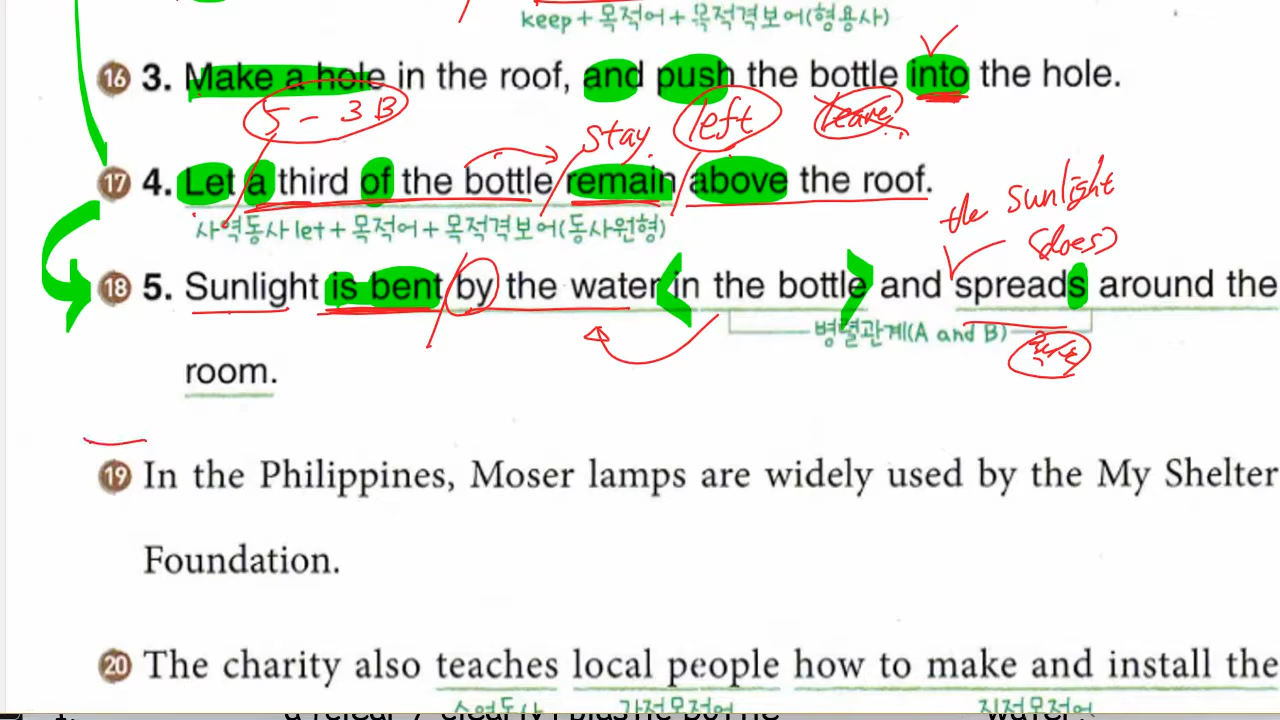 keep + 목적어 + 목적격보어(형용사)
16 3. Make a hole in the roof, and push the bottle into the hole.
5 - 3 B
stay
left
leave
17 4. Let a third of the bottle remain above the roof.
사역동사 let + 목적어 + 목적격보어(동사원형)
the sunlight
(does)
18 5. Sunlight is bent by the water in the bottle and spreads around the
병렬관계(A and B)
room.
19 In the Philippines, Moser lamps are widely used by the My Shelter
Foundation.
20 The charity also teaches local people how to make and install the
수여동사 간접목적어 직접목적어